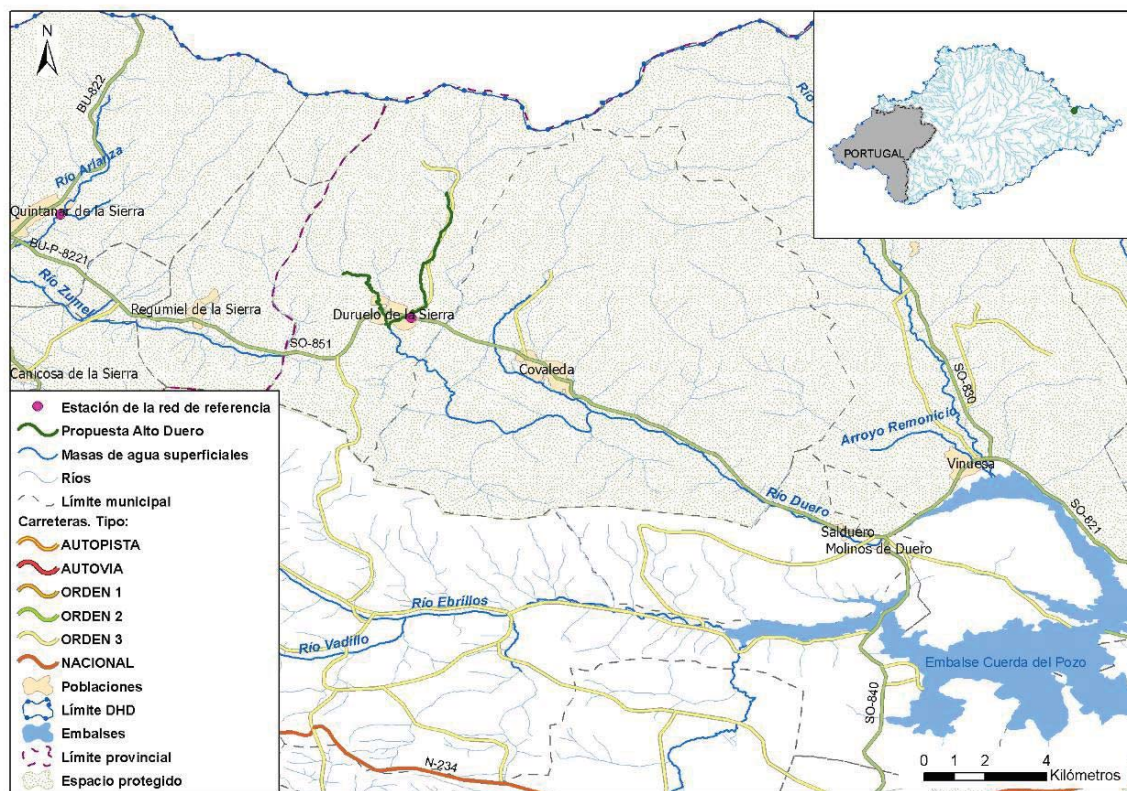 N
BU-822
Río Arlanza
Quintanar de la Sierra
BU-P-8221
Río Zumel
Regumiel de la Sierra
Canicosa de la Sierra
SO-851
Duruelo de la Sierra
Covaleda
Río
PORTUGAL
SO-830
Arroyo Remonicio
Vinuesa
SO-821
Río Duero
Salduero
Molinos de Duero
Río Ebrillos
Río Vadillo
Embalse Cuerda del Pozo
SO-840
N-234
0 1 2 4
Kilómetros
Estación de la red de referencia
Propuesta Alto Duero
Masas de agua superficiales
Ríos
Límite municipal
Carreteras. Tipo:
AUTOPISTA
AUTOVIA
ORDEN 1
ORDEN 2
ORDEN 3
NACIONAL
Poblaciones
Límite DHD
Embalses
Límite provincial
Espacio protegido